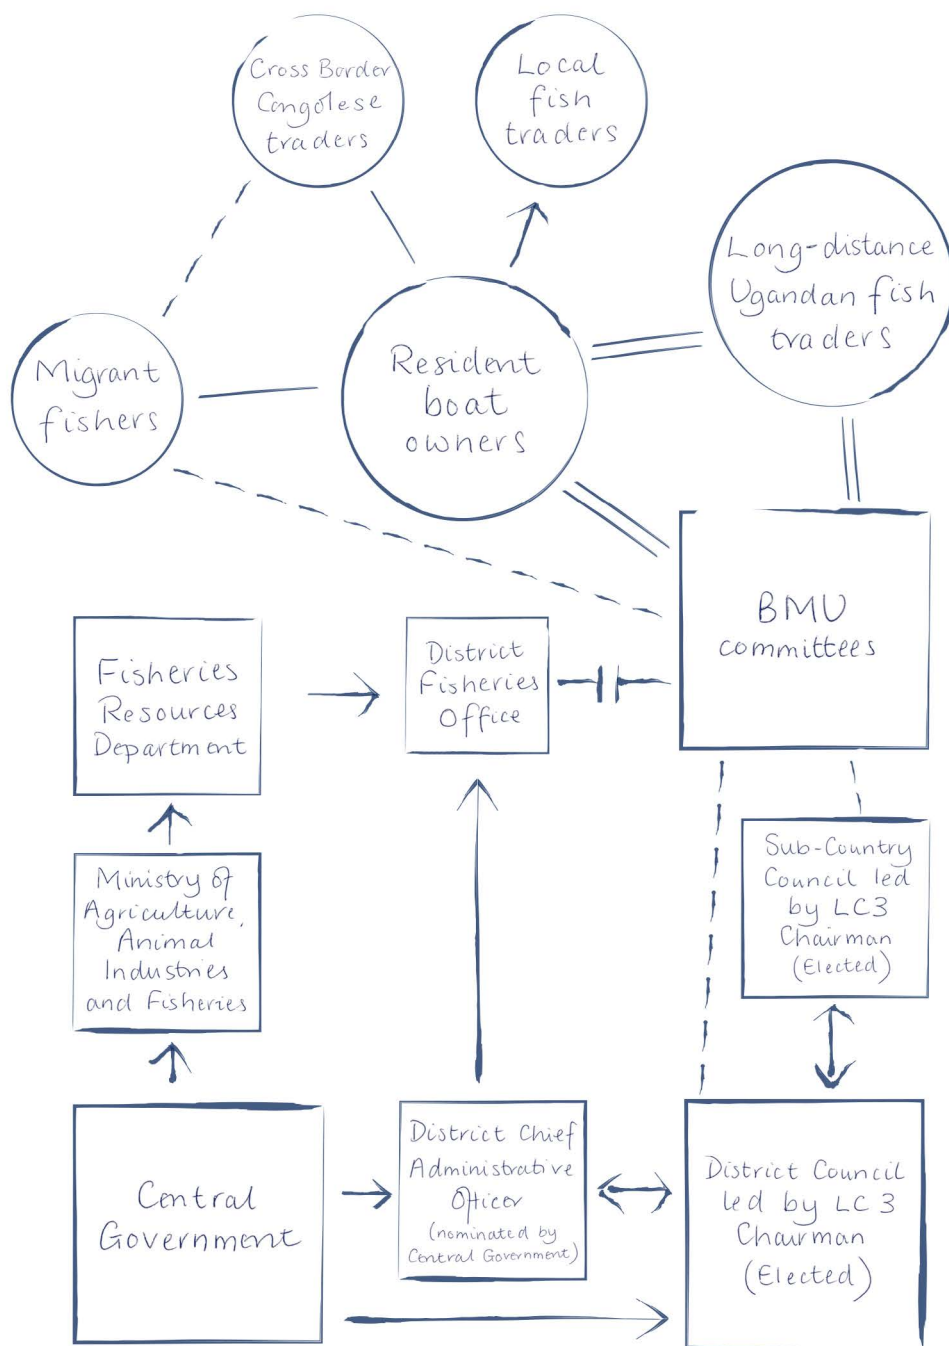 Cross Border
Congolese
traders
Local
fish
traders
Long-distance
Ugandan fish
traders
Migrant
fishers
Resident
boat
owners
BMU
committees
Fisheries
Resources
Department
District
Fisheries
Office
Ministry of
Agriculture,
Animal
Industries
and Fisheries
Sub-Country
Council led
by LC3
Chairman
(Elected)
Central
Government
District Chief
Administrative
Officer
(nominated by
Central Government)
District Council
led by LC 3
Chairman
(Elected)